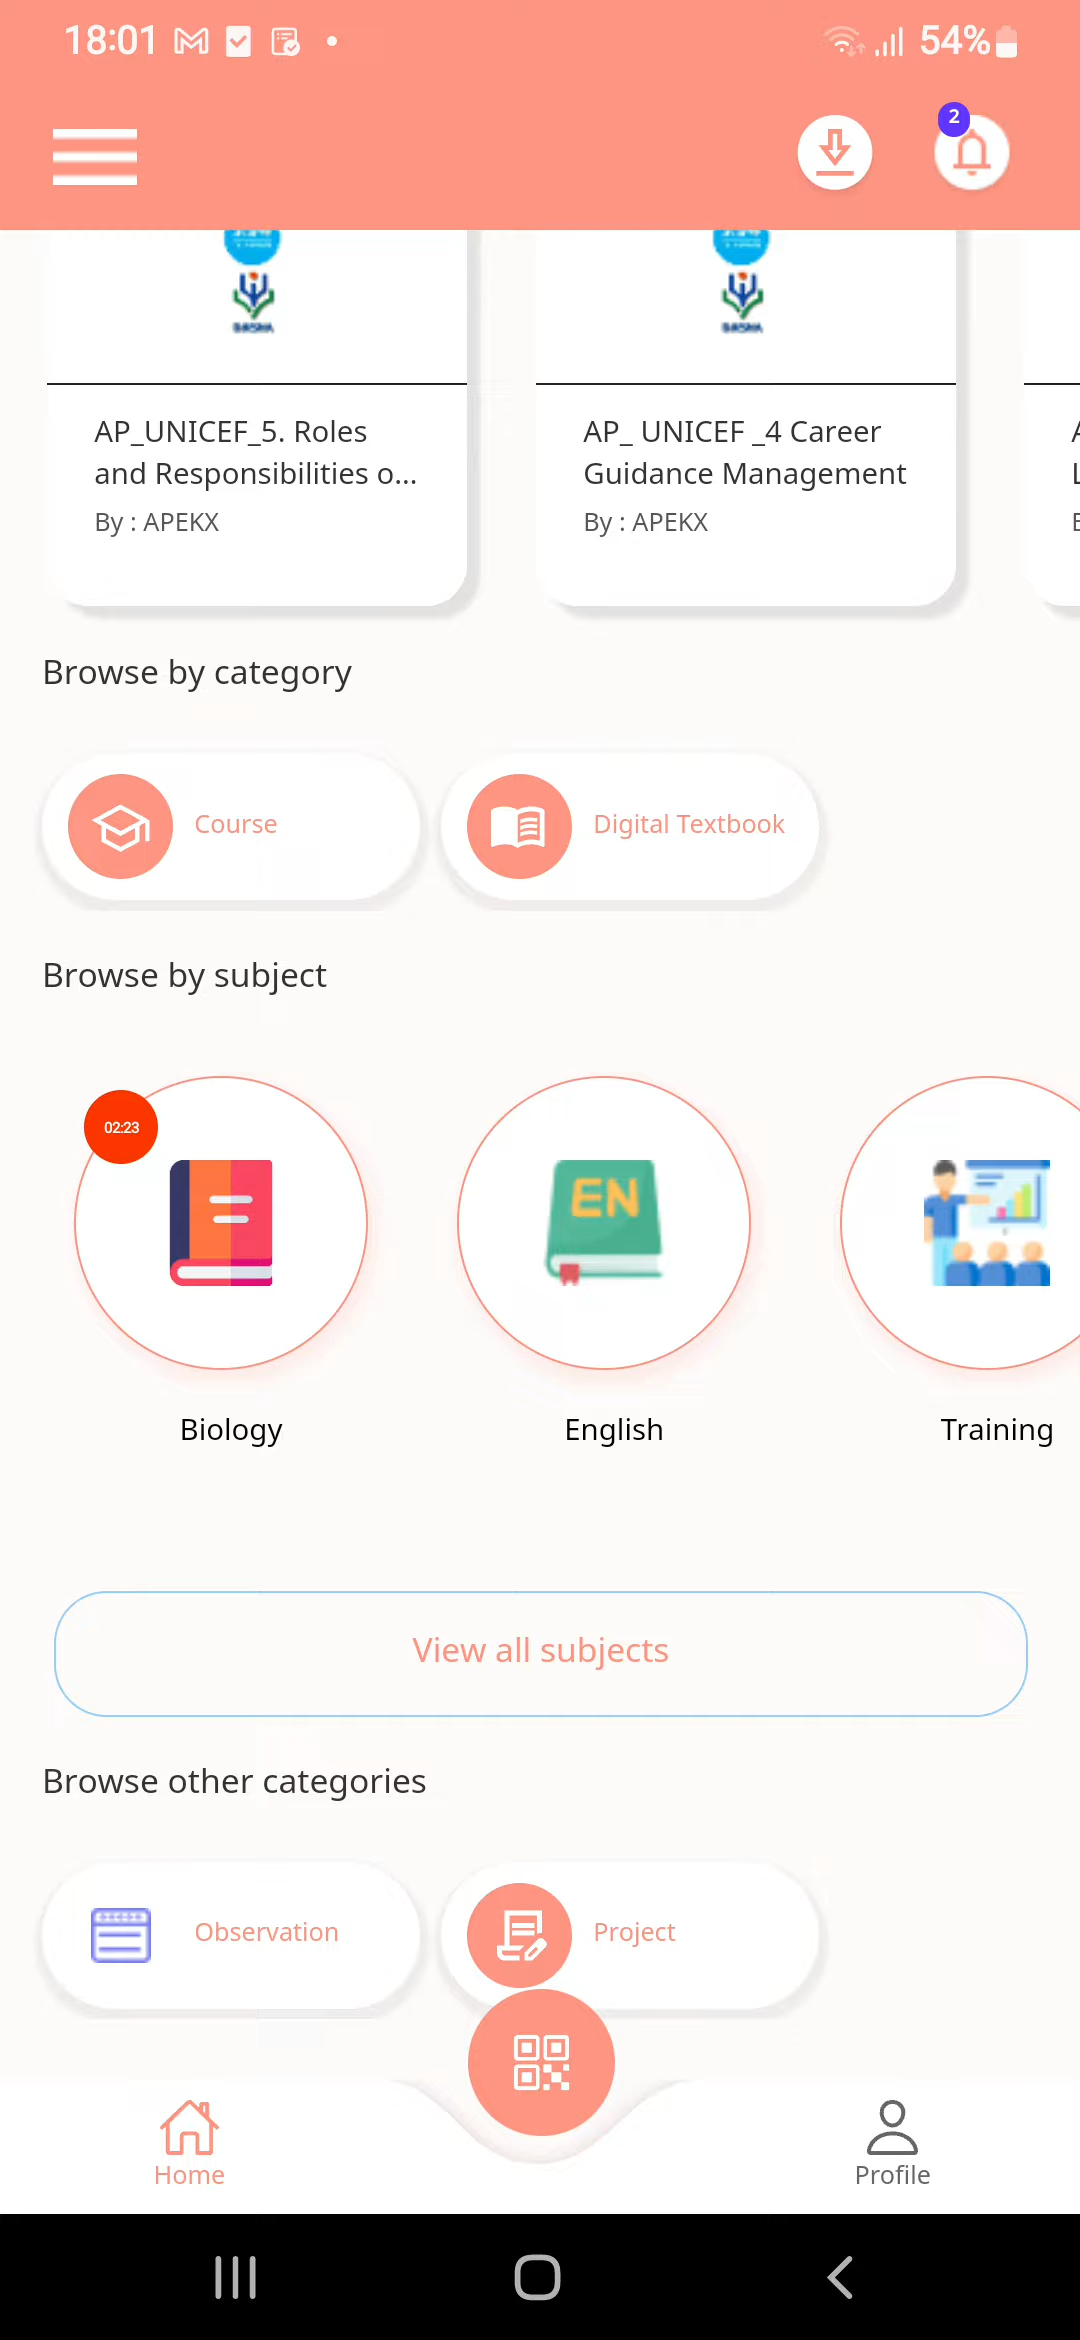 18:01
54%
2
AP_UNICEF_5. Roles
and Responsibilities o...
By : APEKX
AP_ UNICEF _4 Career
Guidance Management
By : APEKX
Browse by category
Course
Digital Textbook
Browse by subject
02:23
EN
Biology
English
Training
View all subjects
Browse other categories
Observation
Project
Home
Profile